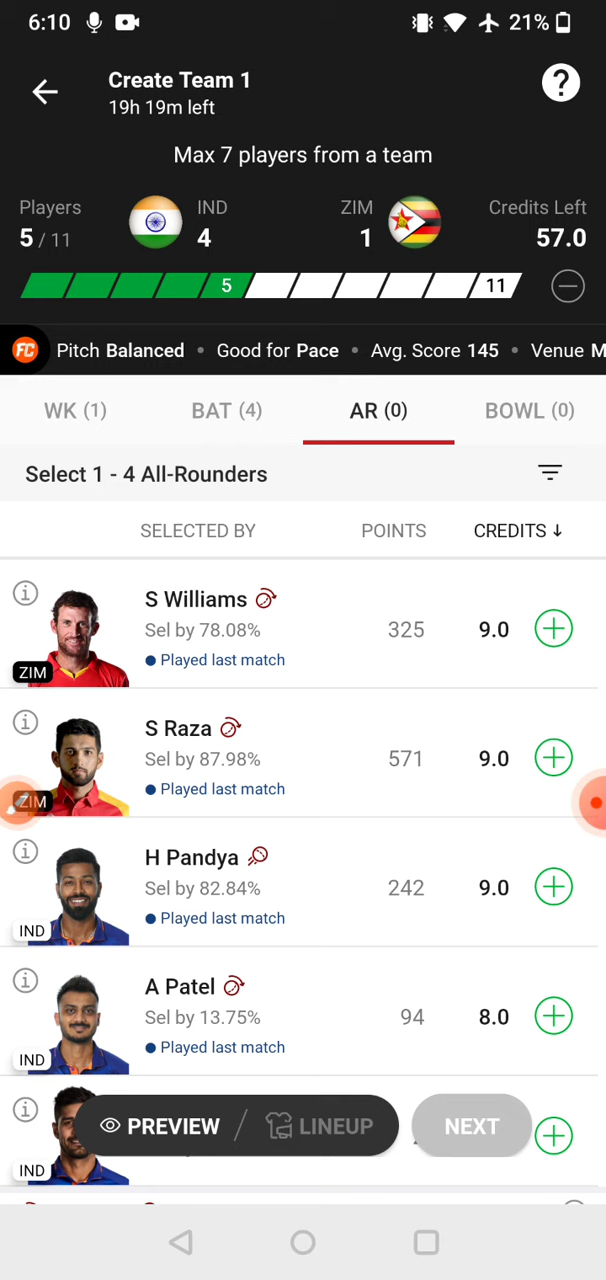 6:10 21%
Create Team 1
19h 19m left
?
Max 7 players from a team
Players IND ZIM Credits Left
5 / 11 4 1 57.0
5 11
FC Pitch Balanced • Good for Pace • Avg. Score 145 • Venue M
WK (1) BAT (4) AR (0) BOWL (0)
Select 1 - 4 All-Rounders
SELECTED BY POINTS CREDITS ↓
S Williams
Sel by 78.08% 325 9.0
Played last match
ZIM
S Raza
Sel by 87.98% 571 9.0
Played last match
ZIM
H Pandya
Sel by 82.84% 242 9.0
Played last match
IND
A Patel
Sel by 13.75% 94 8.0
Played last match
IND
PREVIEW / LINEUP NEXT
IND